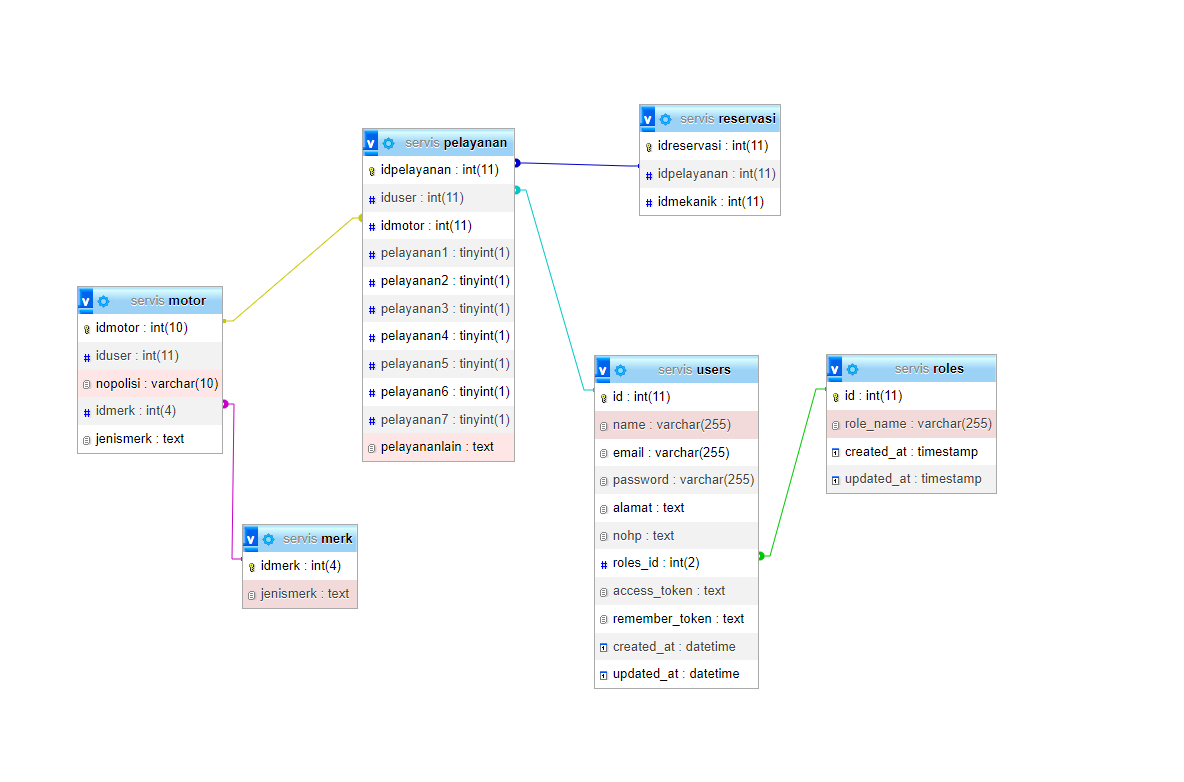 servis reservasi
idreservasi : int(11)
idpelayanan : int(11)
idmekanik : int(11)
servis pelayanan
idpelayanan : int(11)
iduser : int(11)
idmotor : int(11)
pelayanan1 : tinyint(1)
pelayanan2 : tinyint(1)
pelayanan3 : tinyint(1)
pelayanan4 : tinyint(1)
pelayanan5 : tinyint(1)
pelayanan6 : tinyint(1)
pelayanan7 : tinyint(1)
pelayananlain : text
servis motor
idmotor : int(10)
iduser : int(11)
nopolisi : varchar(10)
idmerk : int(4)
jenismerk : text
servis merk
idmerk : int(4)
jenismerk : text
servis users
id : int(11)
name : varchar(255)
email : varchar(255)
password : varchar(255)
alamat : text
nohp : text
roles_id : int(2)
access_token : text
remember_token : text
created_at : datetime
updated_at : datetime
servis roles
id : int(11)
role_name : varchar(255)
created_at : timestamp
updated_at : timestamp